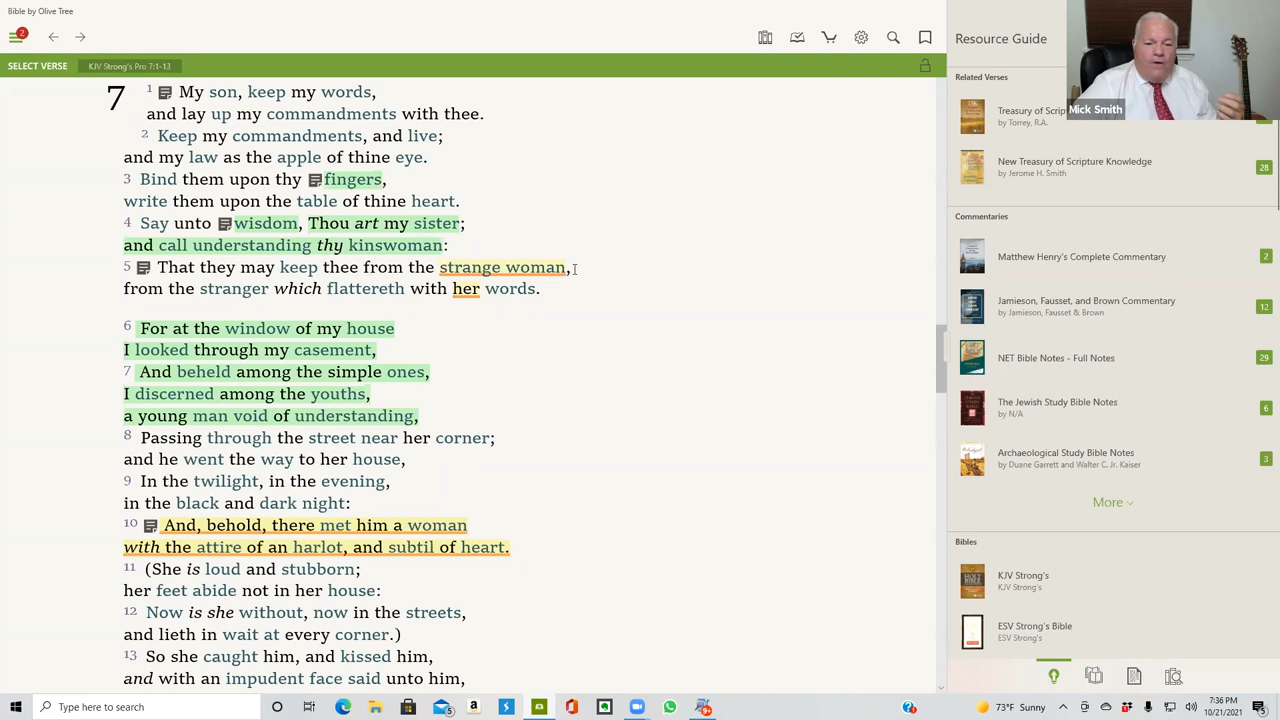 Bible by Olive Tree
2
SELECT VERSE
KJV Strong's Pro 7:1-13
7
1 My son, keep my words,
and lay up my commandments with thee.
2 Keep my commandments, and live;
and my law as the apple of thine eye.
3 Bind them upon thy fingers,
write them upon the table of thine heart.
4 Say unto wisdom, Thou art my sister;
and call understanding thy kinswoman:
5 That they may keep thee from the strange woman,
from the stranger which flattereth with her words.
6 For at the window of my house
I looked through my casement,
7 And beheld among the simple ones,
I discerned among the youths,
a young man void of understanding,
8 Passing through the street near her corner;
and he went the way to her house,
9 In the twilight, in the evening,
in the black and dark night:
10 And, behold, there met him a woman
with the attire of an harlot, and subtil of heart.
11 (She is loud and stubborn;
her feet abide not in her house:
12 Now is she without, now in the streets,
and lieth in wait at every corner.)
13 So she caught him, and kissed him,
and with an impudent face said unto him,
Resource Guide
Mick Smith
Related Verses
Treasury of Scrip
by Torrey, R.A.
New Treasury of Scripture Knowledge
by Jerome H. Smith
28
Commentaries
Matthew Henry's Complete Commentary
2
Jamieson, Fausset, and Brown Commentary
by Jamieson, Fausset & Brown
12
NET Bible Notes - Full Notes
29
The Jewish Study Bible Notes
by N/A
6
Archaeological Study Bible Notes
by Duane Garrett and Walter C. Jr. Kaiser
3
More
Bibles
KJV Strong's
KJV Strong's
ESV Strong's Bible
ESV Strong's
Type here to search
73°F Sunny
7:36 PM
10/21/2021